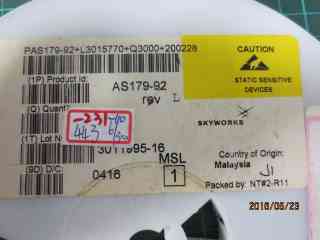 PAS179-92+L3015770+Q3000+200228
(1P) Product id:
AS179-92
rev
(Q) Quant
(1T) Lot N
3011995-16
(9D) D/C:
0416
MSL
1
CAUTION
STATIC SENSITIVE
DEVICES
SKYWORKS
Country of Origin:
Malaysia
Packed by: NT#2-R11
2016/06/23